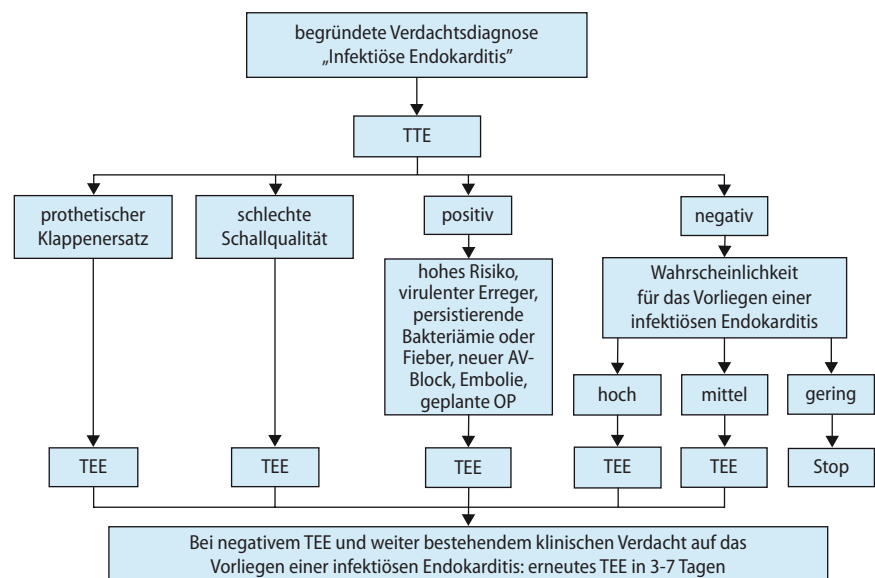 begründete Verdachtsdiagnose
„Infektiöse Endokarditis”
TTE
prothetischer
Klappenersatz
schlechte
Schallqualität
positiv
negativ
hohes Risiko,
virulenter Erreger,
persistierende
Bakteriämie oder
Fieber, neuer AV-
Block, Embolie,
geplante OP
Wahrscheinlichkeit
für das Vorliegen einer
infektiösen Endokarditis
hoch
mittel
gering
TEE
TEE
TEE
TEE
TEE
Stop
Bei negativem TEE und weiter bestehendem klinischen Verdacht auf das
Vorliegen einer infektiösen Endokarditis: erneutes TEE in 3-7 Tagen